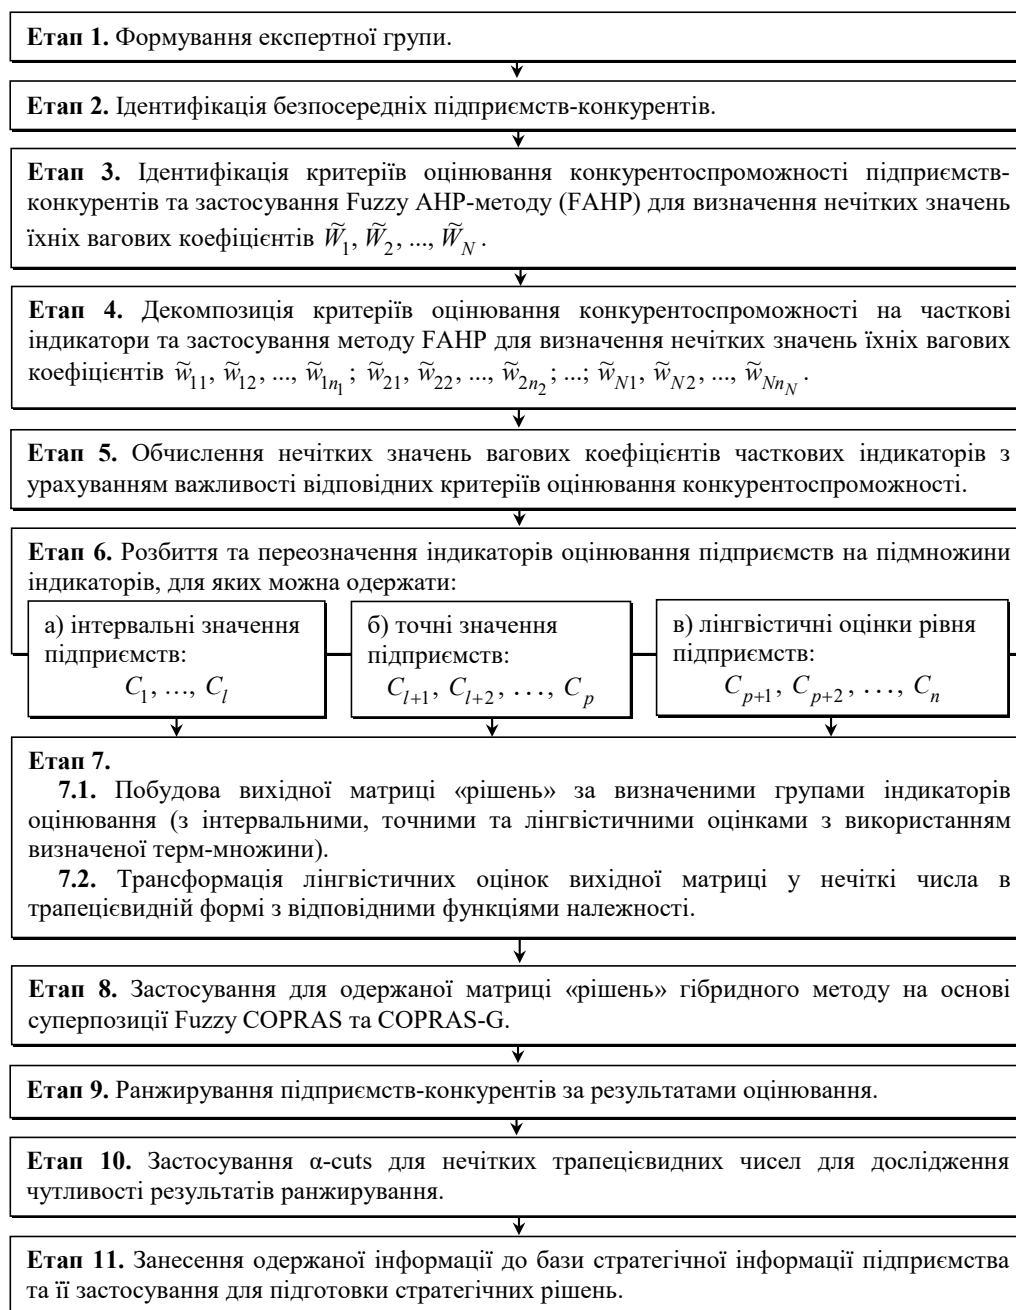 Етап 1. Формування експертної групи.
Етап 2. Ідентифікація безпосередніх підприємств-конкурентів.
Етап 3. Ідентифікація критеріїв оцінювання конкурентоспроможності підприємств-
конкурентів та застосування Fuzzy АНР-методу (FAHP) для визначення нечітких значень
їхніх вагових коефіцієнтів W̃₁, W̃₂, ..., W̃_N .
Етап 4. Декомпозиція критеріїв оцінювання конкурентоспроможності на часткові
індикатори та застосування методу FAHP для визначення нечітких значень їхніх вагових
коефіцієнтів w̃₁₁, w̃₁₂, ..., w̃_{1n₁} ; w̃₂₁, w̃₂₂, ..., w̃_{2n₂} ; ...; w̃_{N1}, w̃_{N2}, ..., w̃_{Nn_N} .
Етап 5. Обчислення нечітких значень вагових коефіцієнтів часткових індикаторів з
урахуванням важливості відповідних критеріїв оцінювання конкурентоспроможності.
Етап 6. Розбиття та переозначення індикаторів оцінювання підприємств на підмножини
індикаторів, для яких можна одержати:
а) інтервальні значення
підприємств:
C₁, ..., C_l
б) точні значення
підприємств:
C_{l+1}, C_{l+2}, ..., C_p
в) лінгвістичні оцінки рівня
підприємств:
C_{p+1}, C_{p+2}, ..., C_n
Етап 7.
7.1. Побудова вихідної матриці «рішень» за визначеними групами індикаторів
оцінювання (з інтервальними, точними та лінгвістичними оцінками з використанням
визначеної терм-множини).
7.2. Трансформація лінгвістичних оцінок вихідної матриці у нечіткі числа в
трапецієвидній формі з відповідними функціями належності.
Етап 8. Застосування для одержаної матриці «рішень» гібридного методу на основі
суперпозиції Fuzzy COPRAS та COPRAS-G.
Етап 9. Ранжирування підприємств-конкурентів за результатами оцінювання.
Етап 10. Застосування α-cuts для нечітких трапецієвидних чисел для дослідження
чутливості результатів ранжирування.
Етап 11. Занесення одержаної інформації до бази стратегічної інформації підприємства
та її застосування для підготовки стратегічних рішень.